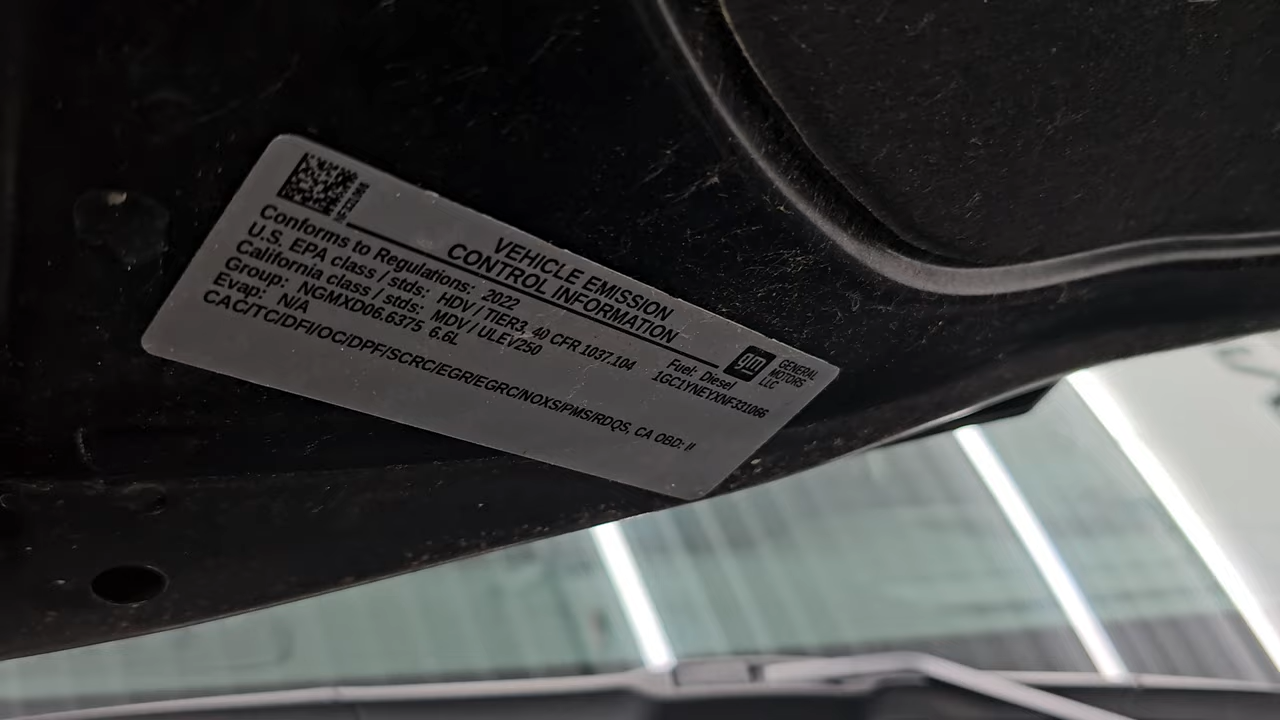 VEHICLE EMISSION
CONTROL INFORMATION
gm GENERAL
MOTORS
LLC
Conforms to Regulations: 2022
U.S. EPA class / stds: HDV / TIER3, 40 CFR 1037.104
California class / stds: MDV / ULEV250
Group: NGMXD06.6375 6.6L
Evap: N/A
Fuel: Diesel
1GC1YNEYXNF331066
CAC/TC/DFI/OC/DPF/SCRC/EGR/EGRC/NOXS/PMS/RDQS, CA OBD: II